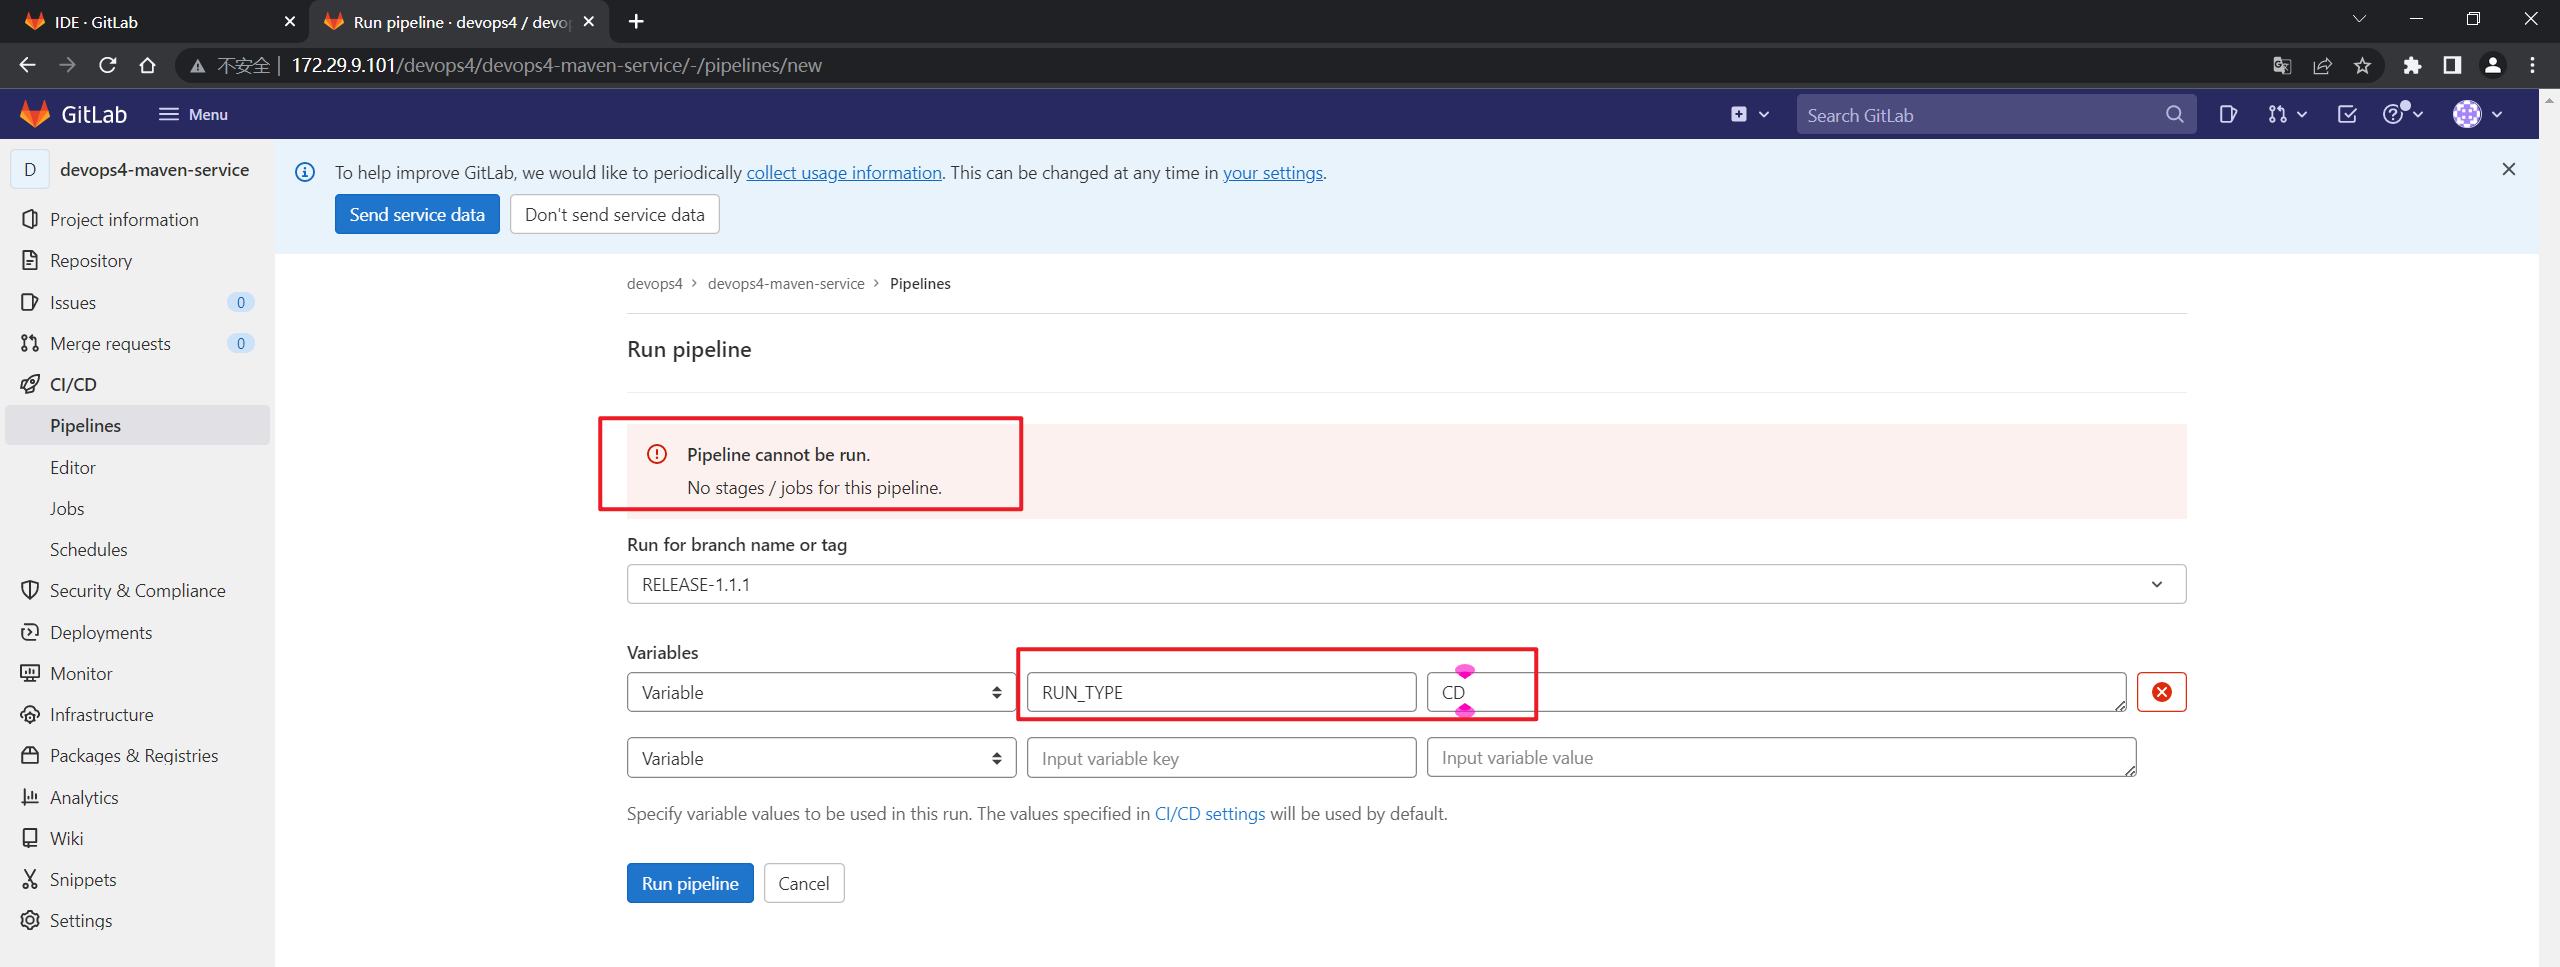 IDE · GitLab
Run pipeline · devops4 / devo
不安全 | 172.29.9.101/devops4/devops4-maven-service/-/pipelines/new
GitLab
Menu
Search GitLab
D devops4-maven-service
Project information
Repository
Issues 0
Merge requests 0
CI/CD
Pipelines
Editor
Jobs
Schedules
Security & Compliance
Deployments
Monitor
Infrastructure
Packages & Registries
Analytics
Wiki
Snippets
Settings
To help improve GitLab, we would like to periodically collect usage information. This can be changed at any time in your settings.
Send service data Don't send service data
devops4 › devops4-maven-service › Pipelines
Run pipeline
Pipeline cannot be run.
No stages / jobs for this pipeline.
Run for branch name or tag
RELEASE-1.1.1
Variables
Variable RUN_TYPE CD
Variable Input variable key Input variable value
Specify variable values to be used in this run. The values specified in CI/CD settings will be used by default.
Run pipeline Cancel